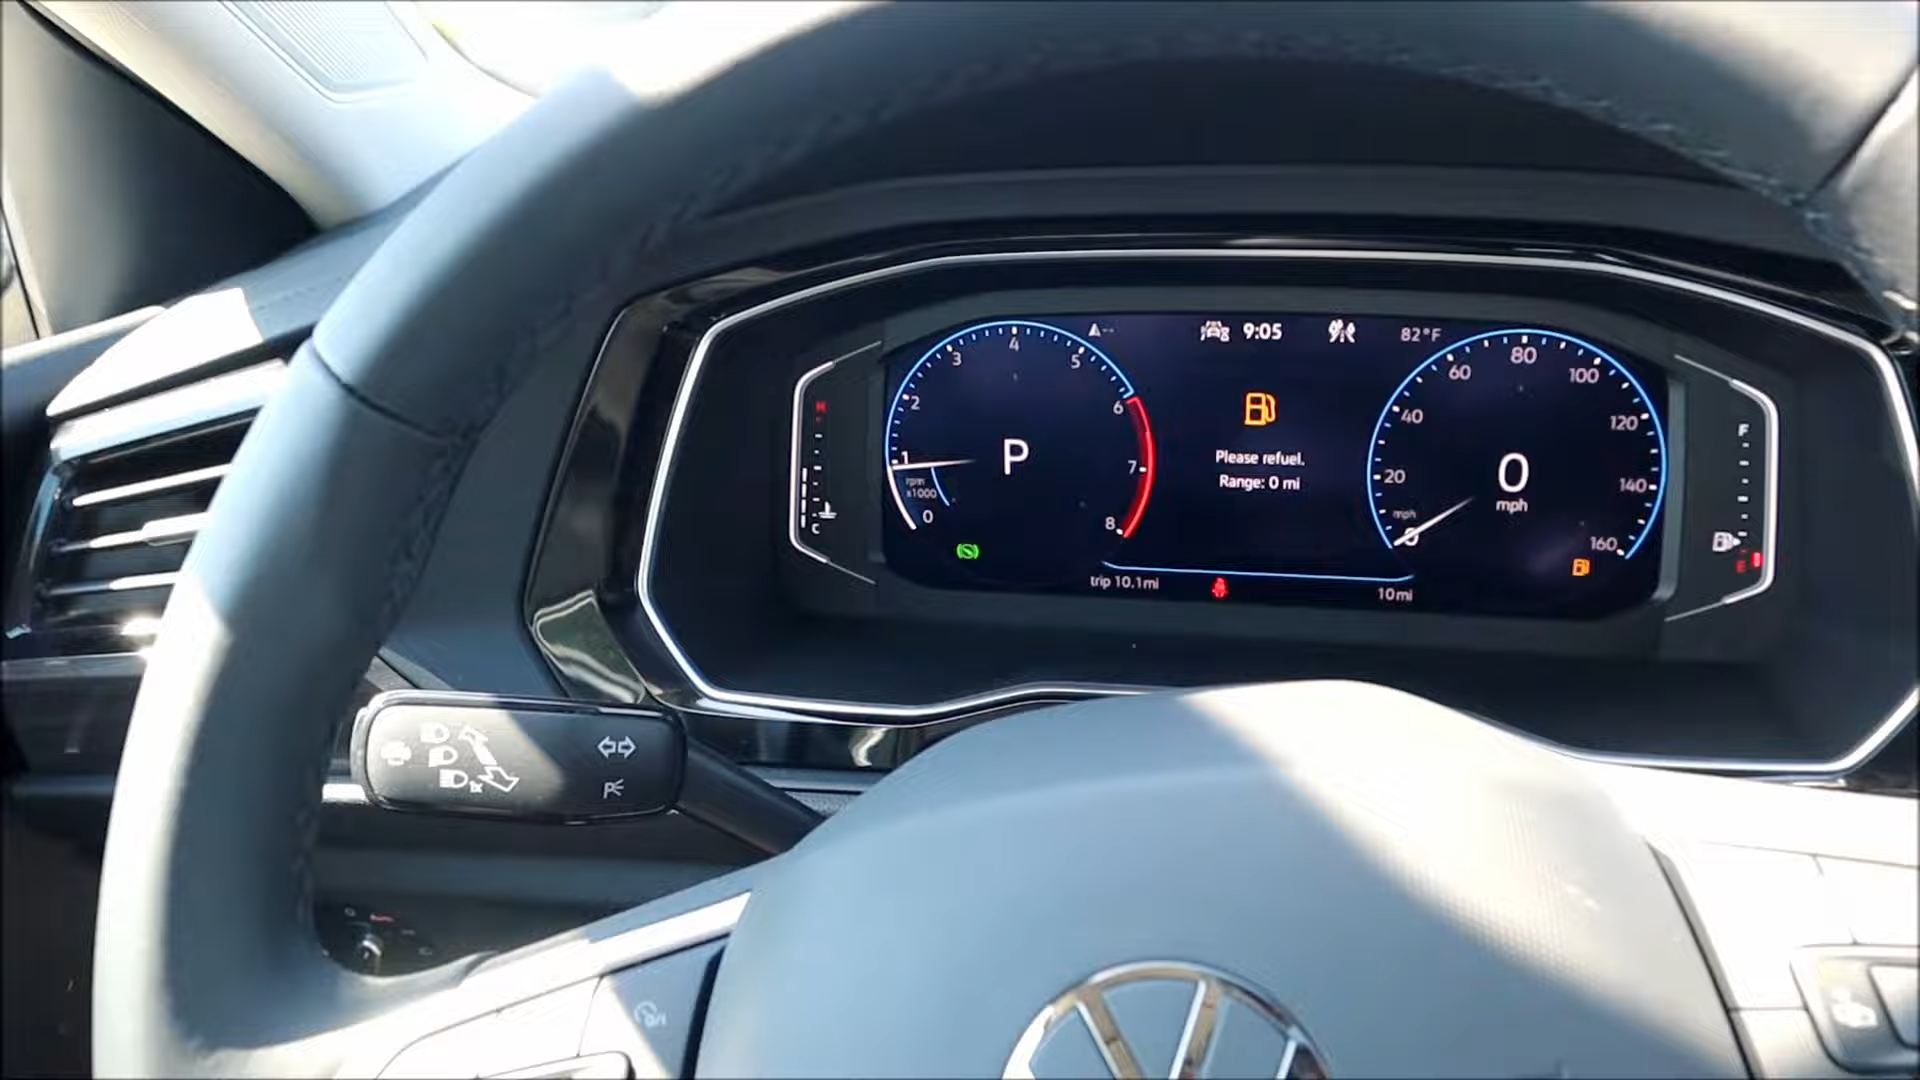 9:05
82°F
H
C
0
1
2
3
4
5
6
7
8
rpm
x1000
P
Please refuel.
Range: 0 mi
0
20
40
60
80
100
120
140
160
mph
0
mph
F
E
trip 10.1mi
10mi
P